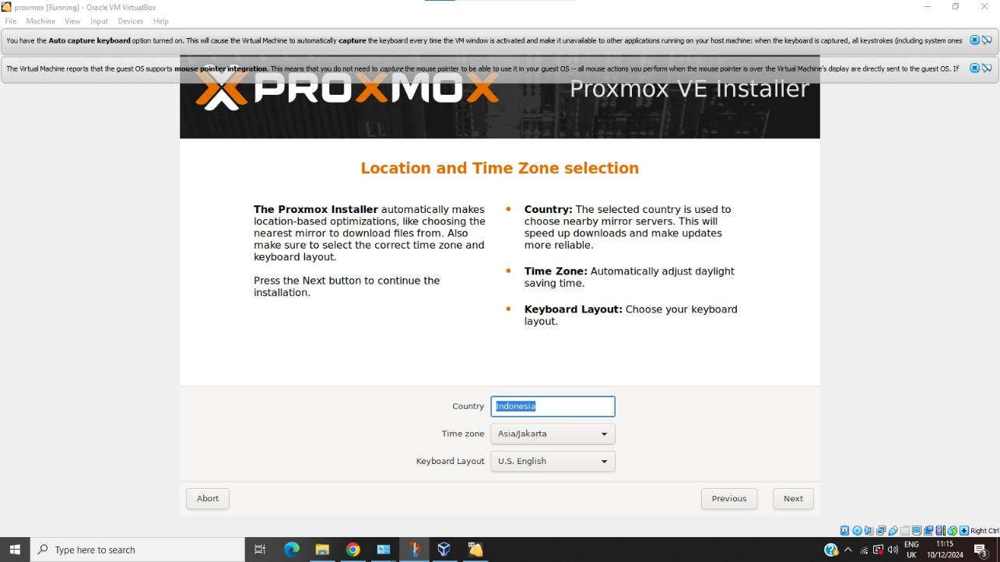 proxmox [Running] - Oracle VM VirtualBox
File Machine View Input Devices Help
You have the Auto capture keyboard option turned on. This will cause the Virtual Machine to automatically capture the keyboard every time the VM window is activated and make it unavailable to other applications running on your host machine: when the keyboard is captured, all keystrokes (including system ones
The Virtual Machine reports that the guest OS supports mouse pointer integration. This means that you do not need to capture the mouse pointer to be able to use it in your guest OS -- all mouse actions you perform when the mouse pointer is over the Virtual Machine's display are directly sent to the guest OS. If
PROXMOX
Proxmox VE Installer
Location and Time Zone selection
The Proxmox Installer automatically makes
location-based optimizations, like choosing the
nearest mirror to download files from. Also
make sure to select the correct time zone and
keyboard layout.
Press the Next button to continue the
installation.
• Country: The selected country is used to
choose nearby mirror servers. This will
speed up downloads and make updates
more reliable.
• Time Zone: Automatically adjust daylight
saving time.
• Keyboard Layout: Choose your keyboard
layout.
Country Indonesia
Time zone Asia/Jakarta
Keyboard Layout U.S. English
Abort Previous Next
Right Ctrl
Type here to search
ENG
UK
11:15
10/12/2024
3